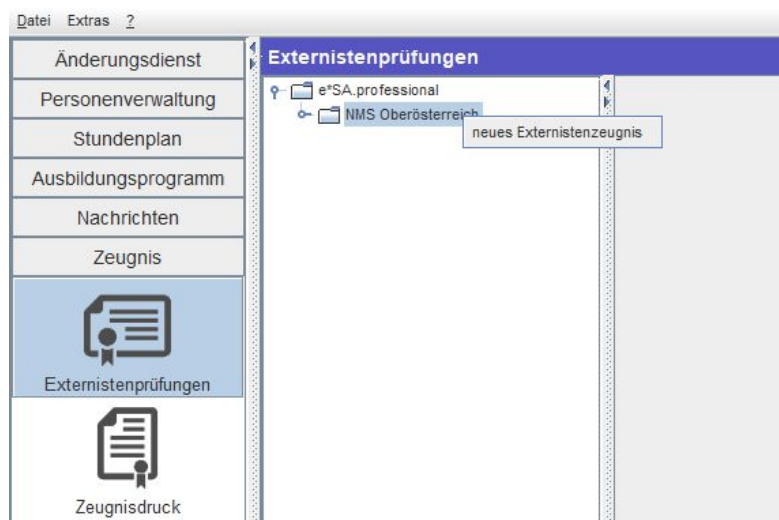 Datei Extras ?
Änderungsdienst
Personenverwaltung
Stundenplan
Ausbildungsprogramm
Nachrichten
Zeugnis
Externistenprüfungen
Zeugnisdruck
Externistenprüfungen
e*SA.professional
NMS Oberösterreich
neues Externistenzeugnis